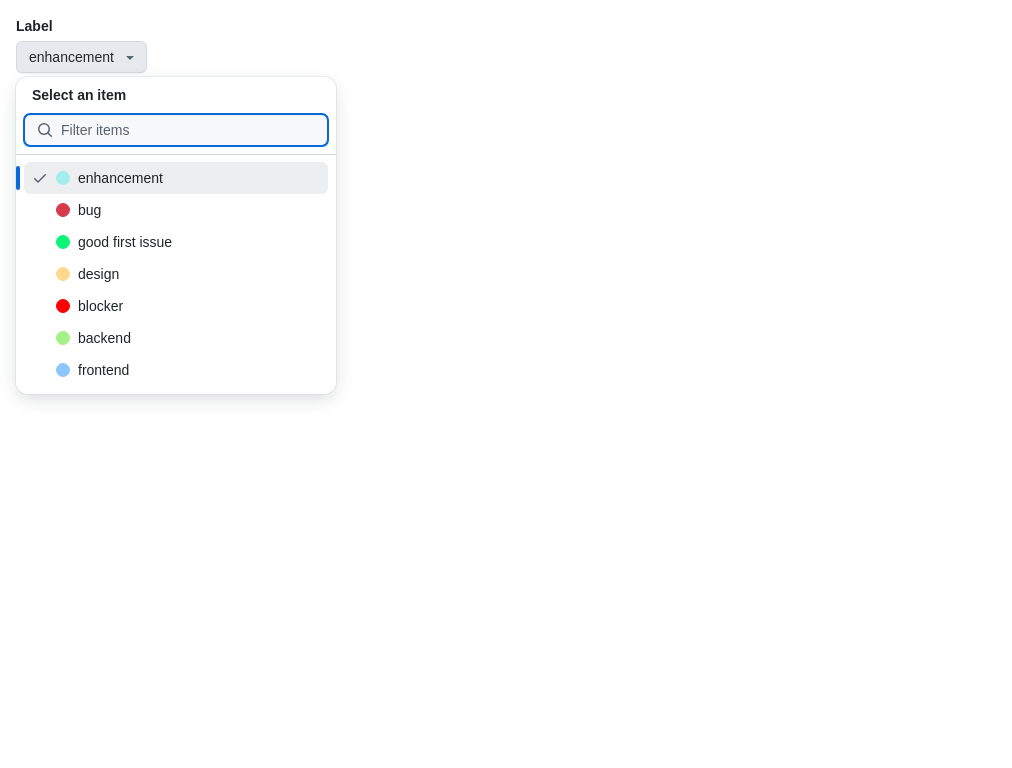 Label
enhancement
Select an item
Filter items
enhancement
bug
good first issue
design
blocker
backend
frontend